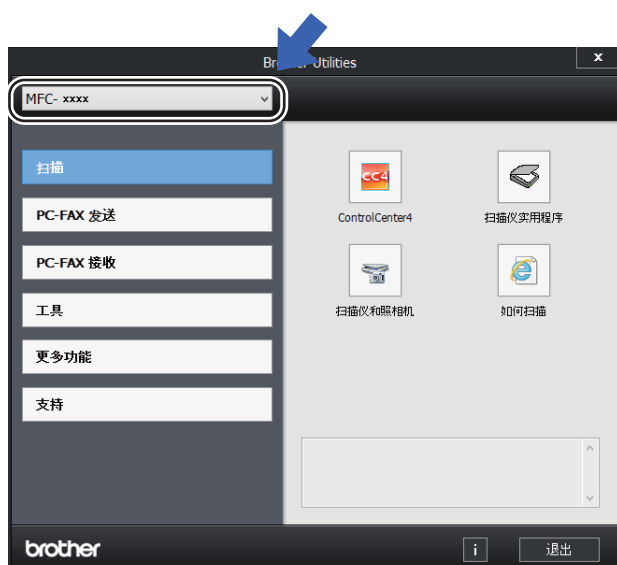 Brother Utilities
x
MFC- xxxx
扫描
PC-FAX 发送
PC-FAX 接收
工具
更多功能
支持
CC4
ControlCenter4
扫描仪实用程序
扫描仪和照相机
如何扫描
brother
i
退出